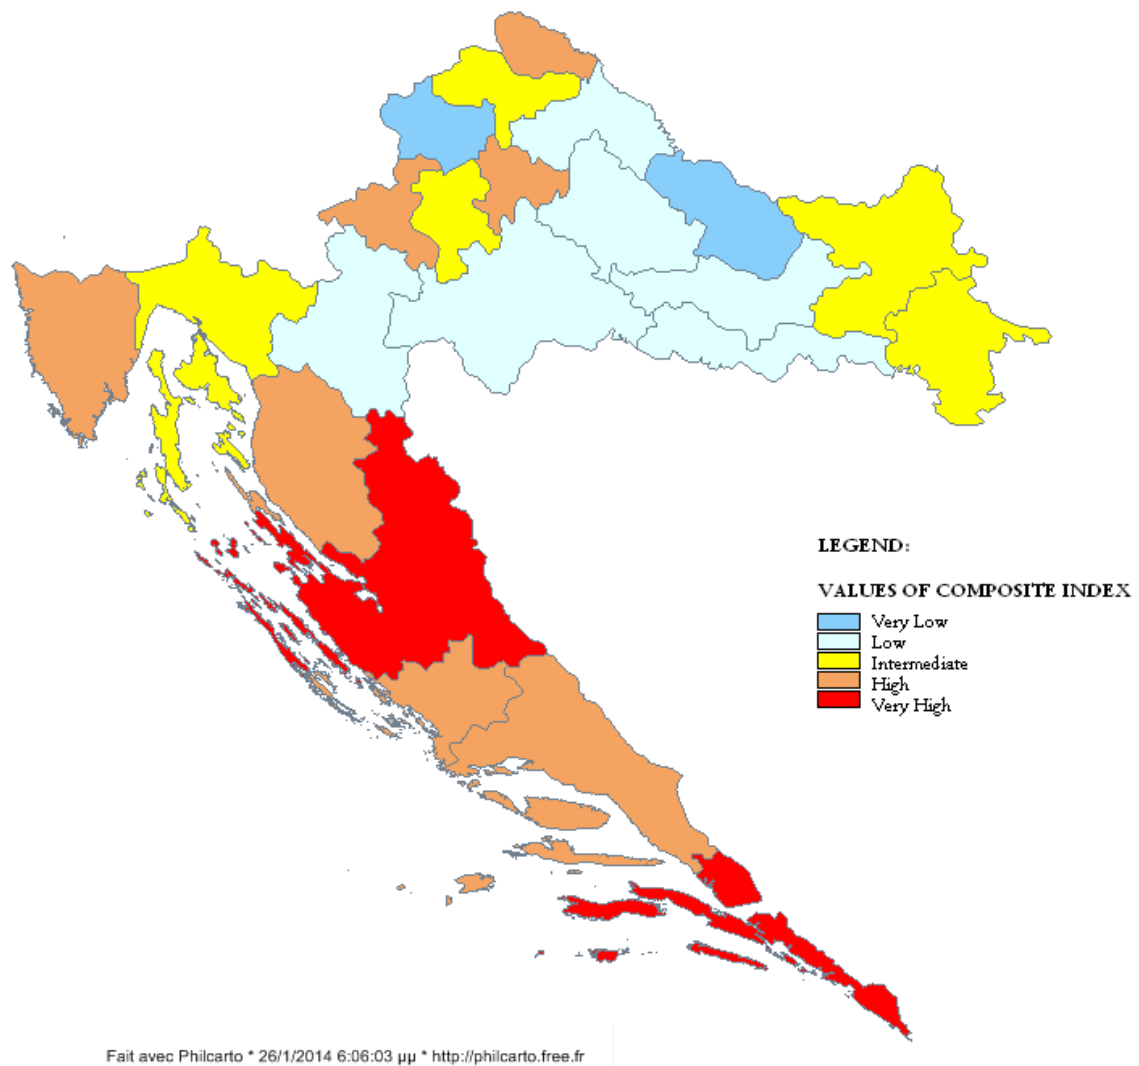 LEGEND:
VALUES OF COMPOSITE INDEX
Very Low
Low
Intermediate
High
Very High
Fait avec Philcarto * 26/1/2014 6:06:03 μμ * http://philcarto.free.fr